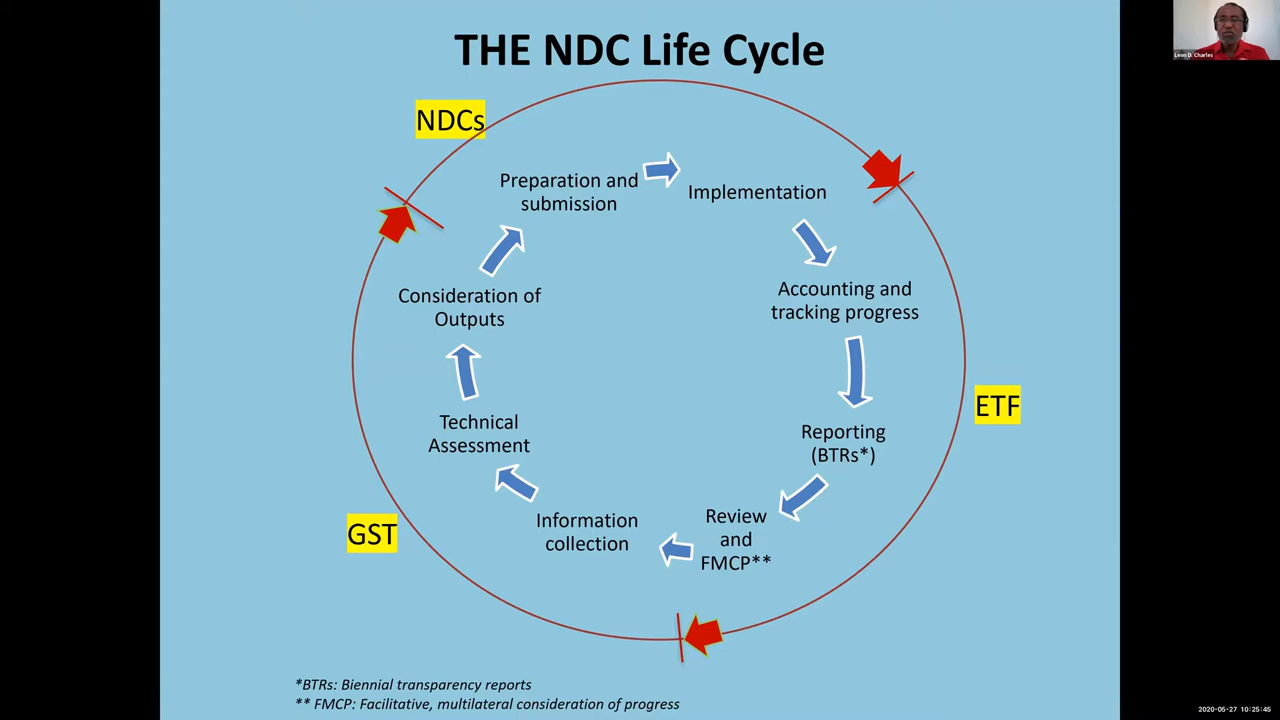 THE NDC Life Cycle
Leon D. Charles
NDCs
Preparation and
submission
Implementation
Accounting and
tracking progress
ETF
Reporting
(BTRs*)
Review
and
FMCP**
Information
collection
GST
Technical
Assessment
Consideration of
Outputs
*BTRs: Biennial transparency reports
** FMCP: Facilitative, multilateral consideration of progress
2020-05-27 10:25:45